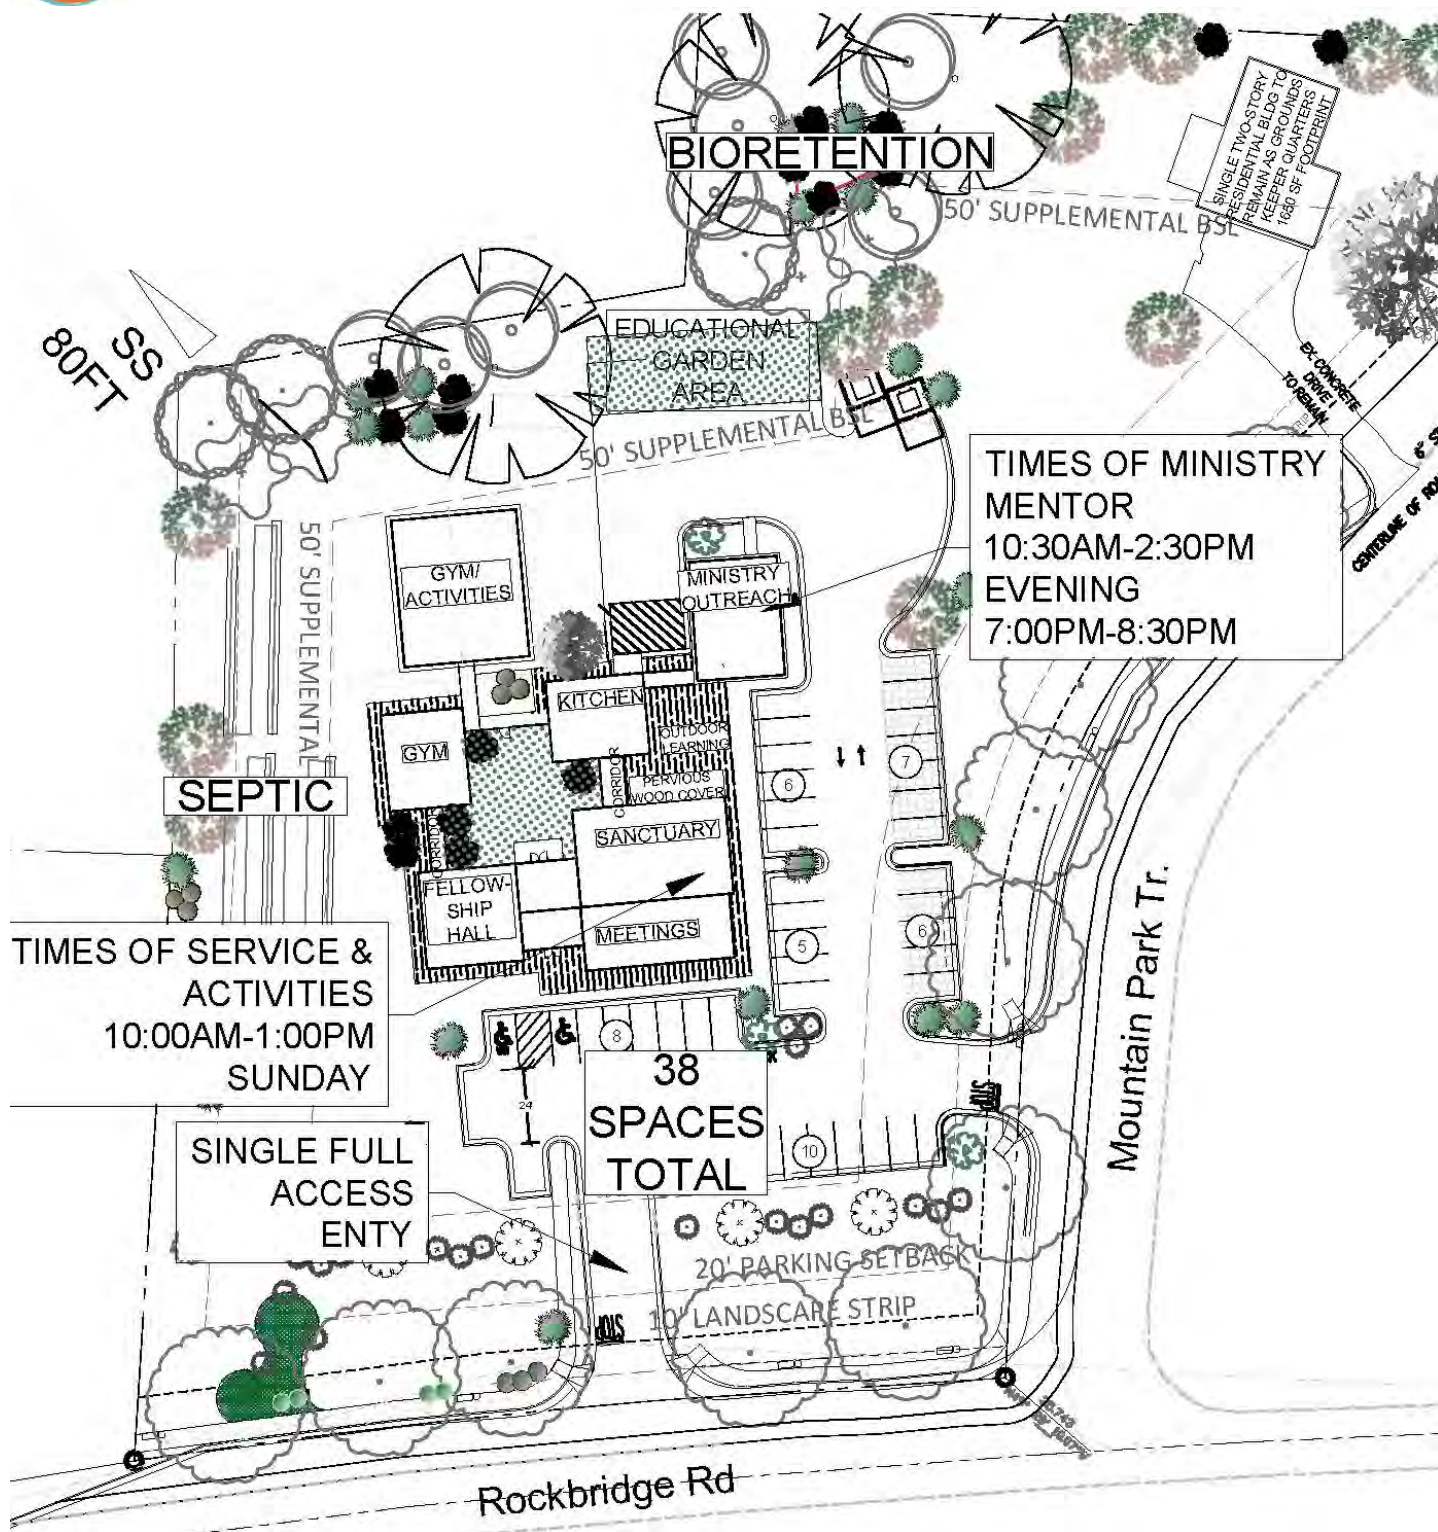 BIORETENTION
SINGLE TWO-STORY
RESIDENTIAL BLDG TO
REMAIN AS GROUNDS
KEEPER QUARTERS
1650 SF FOOTPRINT
50' SUPPLEMENTAL BSL
SS
80FT
EDUCATIONAL
GARDEN
AREA
50' SUPPLEMENTAL BSL
EX CONCRETE
DRIVE
TO REMAIN
CENTERLINE OF
TIMES OF MINISTRY
MENTOR
10:30AM-2:30PM
EVENING
7:00PM-8:30PM
50' SUPPLEMENTAL
GYM/
ACTIVITIES
MINISTRY
OUTREACH
KITCHEN
OUTDOOR
LEARNING
GYM
CORRIDOR
PERVIOUS
WOOD COVER
6
7
SEPTIC
SANCTUARY
CORRIDOR
FELLOW-
SHIP
HALL
MEETINGS
5
6
TIMES OF SERVICE &
ACTIVITIES
10:00AM-1:00PM
SUNDAY
8
24
38
SPACES
TOTAL
10
STOP
Mountain Park Tr.
SINGLE FULL
ACCESS
ENTY
20' PARKING SETBACK
10' LANDSCAPE STRIP
STOP
Rockbridge Rd